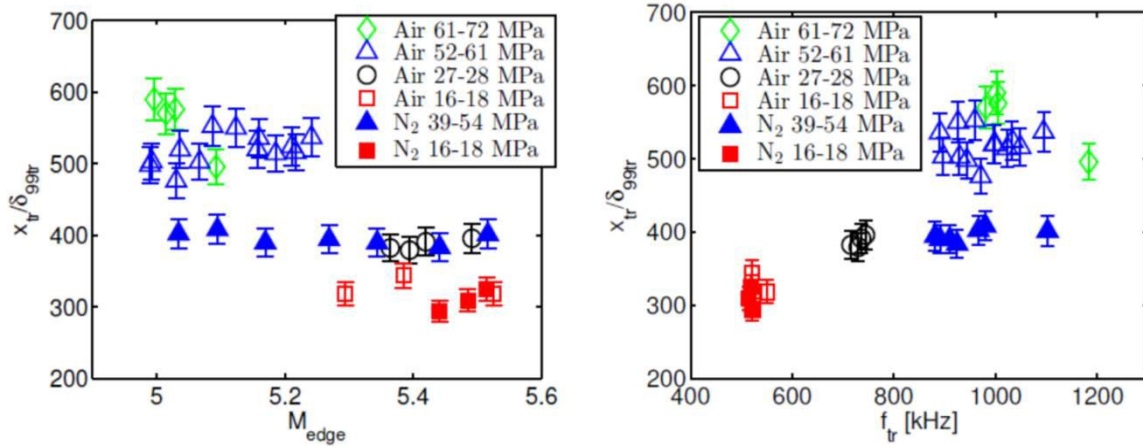 700
600
500
400
300
200
x_tr/δ_99tr
5
5.2
5.4
5.6
M_edge
Air 61-72 MPa
Air 52-61 MPa
Air 27-28 MPa
Air 16-18 MPa
N₂ 39-54 MPa
N₂ 16-18 MPa
700
600
500
400
300
200
x_tr/δ_99tr
400
600
800
1000
1200
f_tr [kHz]
Air 61-72 MPa
Air 52-61 MPa
Air 27-28 MPa
Air 16-18 MPa
N₂ 39-54 MPa
N₂ 16-18 MPa